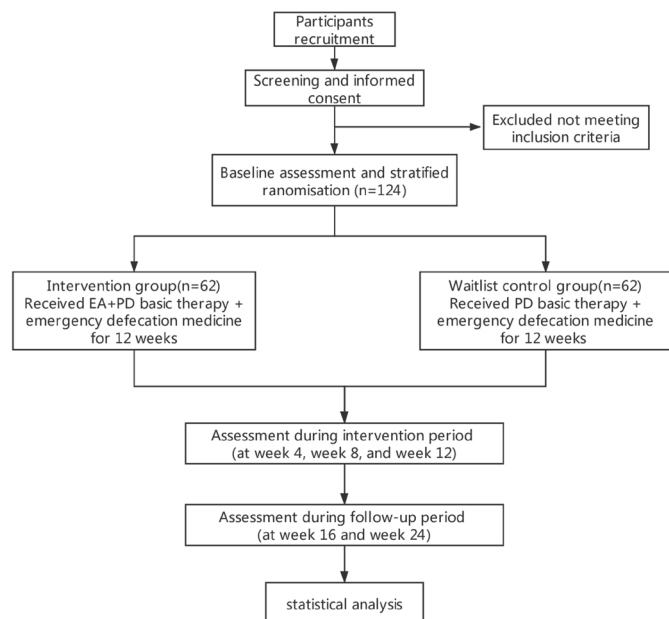 Participants
recruitment
Screening and informed
consent
Excluded not meeting
inclusion criteria
Baseline assessment and stratified
ranomisation (n=124)
Intervention group(n=62)
Received EA+PD basic therapy +
emergency defecation medicine
for 12 weeks
Waitlist control group(n=62)
Received PD basic therapy +
emergency defecation medicine
for 12 weeks
Assessment during intervention period
(at week 4, week 8, and week 12)
Assessment during follow-up period
(at week 16 and week 24)
statistical analysis